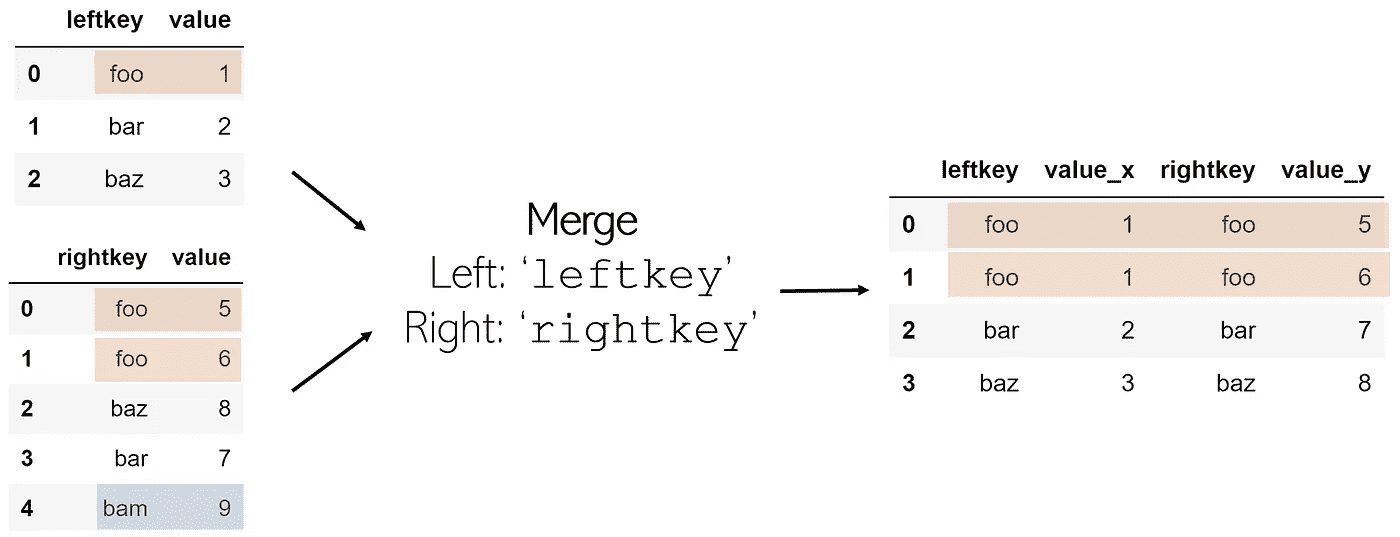 leftkey value
0 foo 1
1 bar 2
2 baz 3
rightkey value
0 foo 5
1 foo 6
2 baz 8
3 bar 7
4 bam 9
Merge
Left: ‘leftkey’
Right: ‘rightkey’
leftkey value_x rightkey value_y
0 foo 1 foo 5
1 foo 1 foo 6
2 bar 2 bar 7
3 baz 3 baz 8